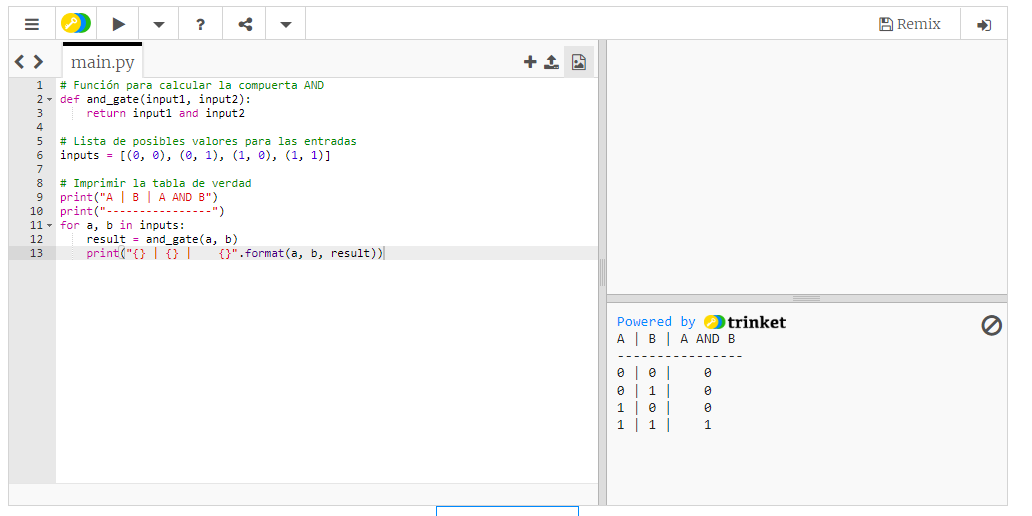 ?
Remix
main.py
1 # Función para calcular la compuerta AND
2 def and_gate(input1, input2):
3 return input1 and input2
4
5 # Lista de posibles valores para las entradas
6 inputs = [(0, 0), (0, 1), (1, 0), (1, 1)]
7
8 # Imprimir la tabla de verdad
9 print("A | B | A AND B")
10 print("----------------")
11 for a, b in inputs:
12 result = and_gate(a, b)
13 print("{} | {} |    {}".format(a, b, result))
Powered by trinket
A | B | A AND B
----------------
0 | 0 |    0
0 | 1 |    0
1 | 0 |    0
1 | 1 |    1